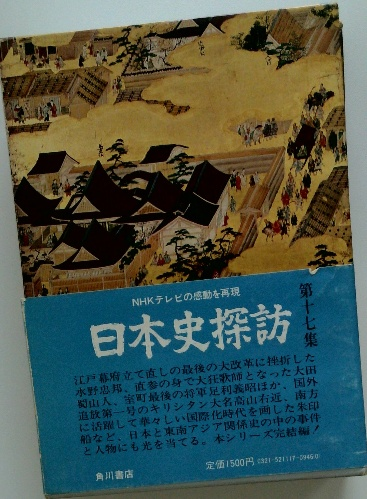 NHKテレビの感動を再現
日本史探訪
第十七集
江戸幕府立て直しの最後の大改革に挫折した
水野忠邦、直参の身で大狂歌師となった大田
蜀山人、室町最後の将軍足利義昭ほか、国外
追放第一号のキリシタン大名高山右近、南方
に活躍して華々しい国際化時代を画した朱印
船など、日本と東南アジア関係史の中の事件
と人物にも光を当てる。本シリーズ完結編！
角川書店
定価1500円